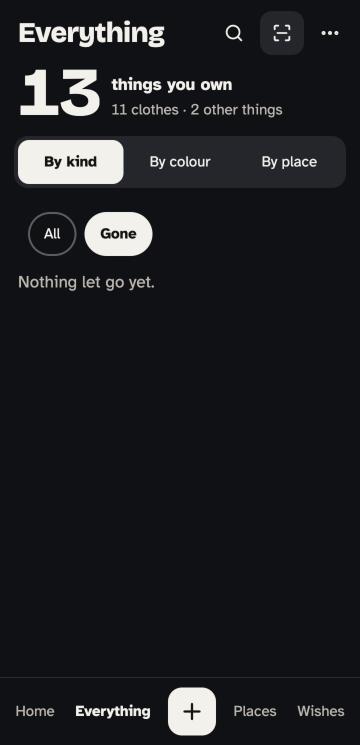 Everything
13
things you own
11 clothes · 2 other things
By kind
By colour
By place
All
Gone
Nothing let go yet.
Home
Everything
Places
Wishes